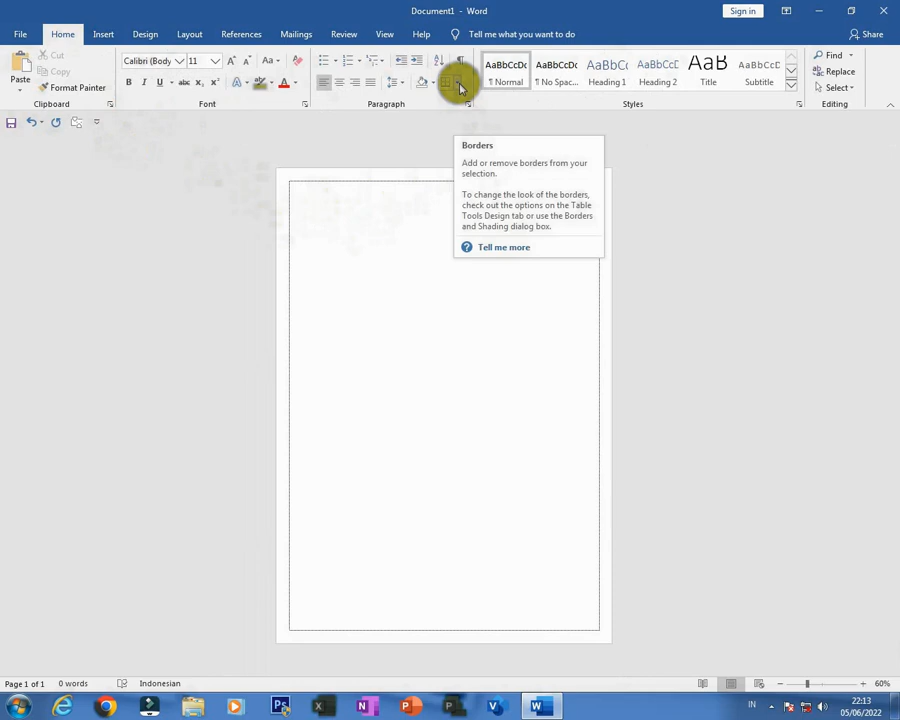 Document1 - Word
Sign in
File Home Insert Design Layout References Mailings Review View Help Tell me what you want to do Share
Paste
Cut
Copy
Format Painter
Clipboard
Calibri (Body 11
Font
Paragraph
AaBbCcDc AaBbCcDc AaBbCc AaBbCcD AaB AaBbCcD
¶ Normal ¶ No Spac... Heading 1 Heading 2 Title Subtitle
Styles
Find
Replace
Select
Editing
Borders
Add or remove borders from your
selection.
To change the look of the borders,
check out the options on the Table
Tools Design tab or use the Borders
and Shading dialog box.
Tell me more
Page 1 of 1 0 words Indonesian 60%
IN 22:13
05/06/2022